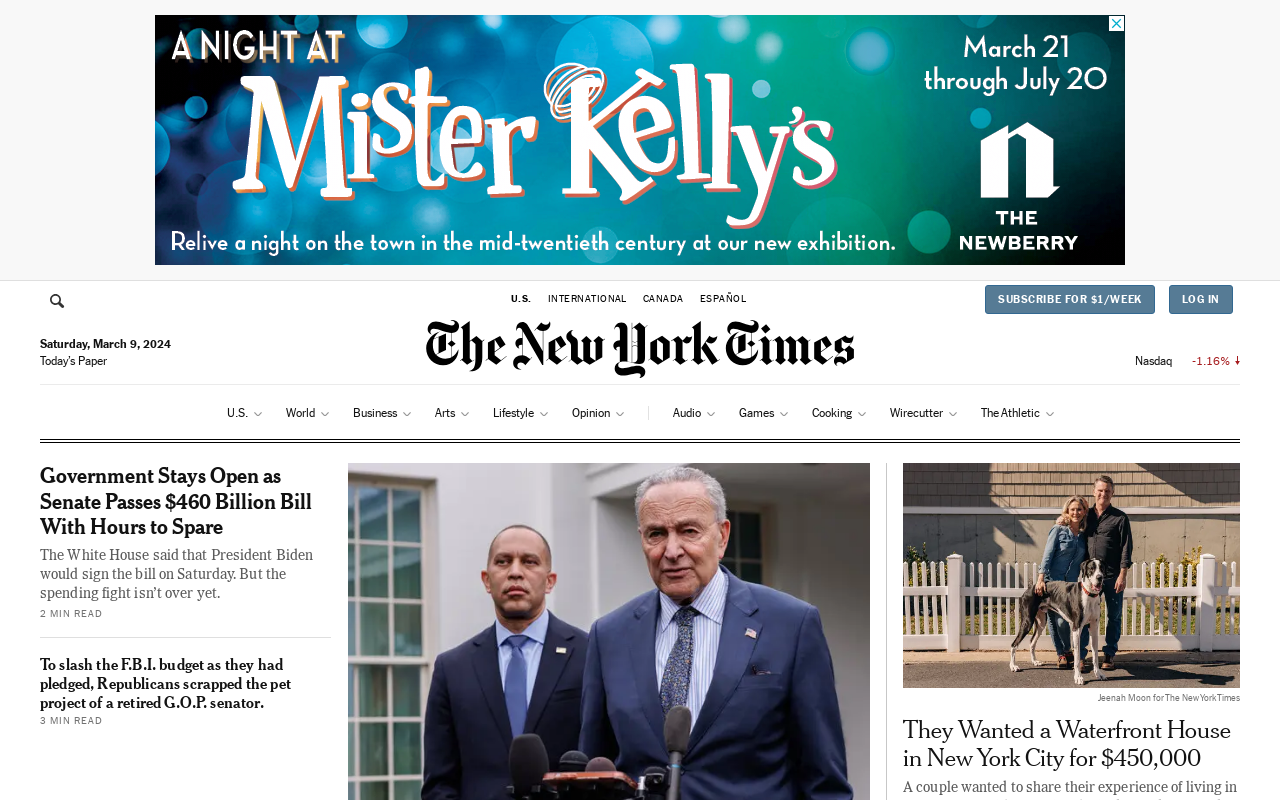 A NIGHT AT
Mister Kelly's
March 21
through July 20
n
THE
NEWBERRY
Relive a night on the town in the mid-twentieth century at our new exhibition.
U.S. INTERNATIONAL CANADA ESPAÑOL
SUBSCRIBE FOR $1/WEEK LOG IN
The New York Times
Saturday, March 9, 2024
Today's Paper
Nasdaq -1.16% ↓
U.S. World Business Arts Lifestyle Opinion Audio Games Cooking Wirecutter The Athletic
Government Stays Open as
Senate Passes $460 Billion Bill
With Hours to Spare
The White House said that President Biden
would sign the bill on Saturday. But the
spending fight isn't over yet.
2 MIN READ
To slash the F.B.I. budget as they had
pledged, Republicans scrapped the pet
project of a retired G.O.P. senator.
3 MIN READ
Jeenah Moon for The New York Times
They Wanted a Waterfront House
in New York City for $450,000
A couple wanted to share their experience of living in